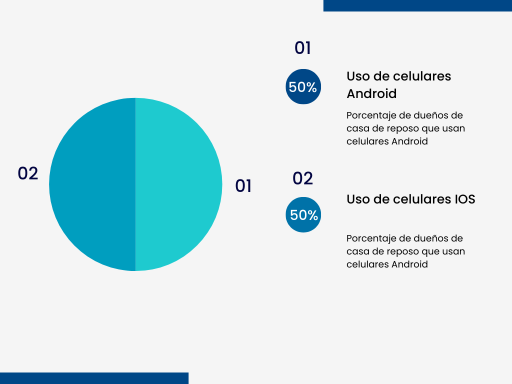 02
01
01
50%
Uso de celulares
Android
Porcentaje de dueños de
casa de reposo que usan
celulares Android
02
50%
Uso de celulares IOS
Porcentaje de dueños de
casa de reposo que usan
celulares Android